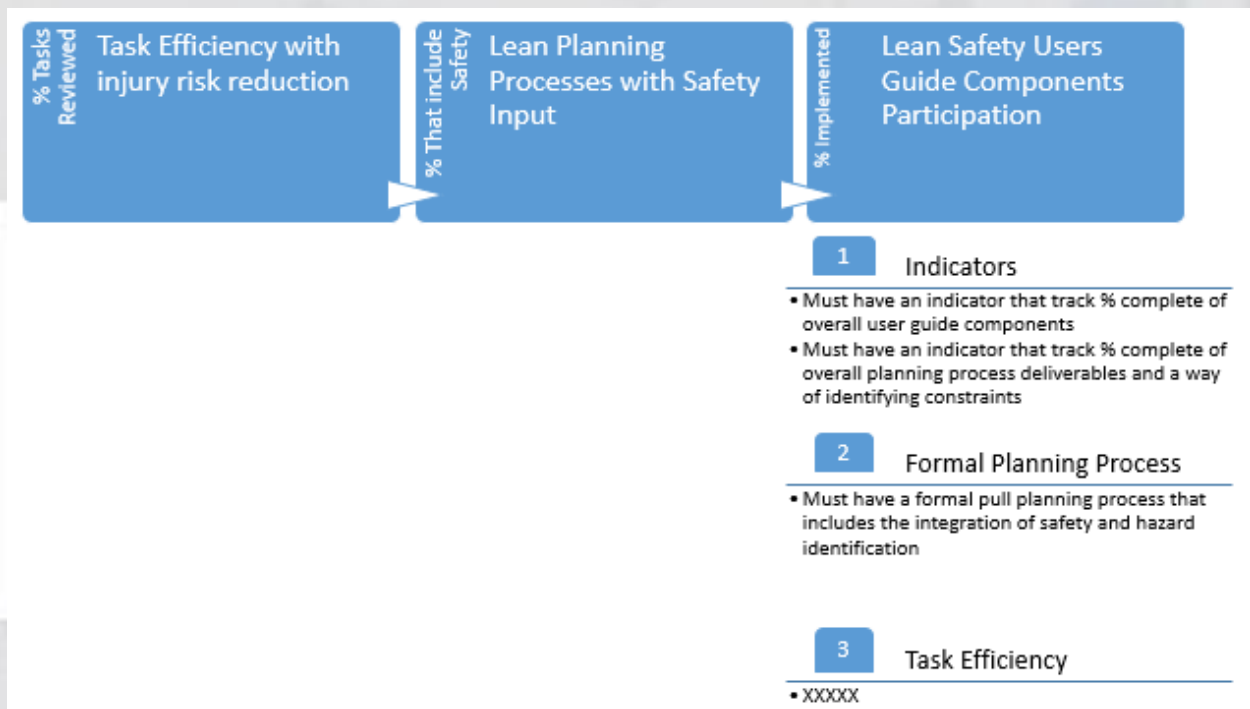 % Tasks
Reviewed
Task Efficiency with
injury risk reduction
% That include
Safety
Lean Planning
Processes with Safety
Input
% Implemented
Lean Safety Users
Guide Components
Participation
1
Indicators
• Must have an indicator that track % complete of
overall user guide components
• Must have an indicator that track % complete of
overall planning process deliverables and a way
of identifying constraints
2
Formal Planning Process
• Must have a formal pull planning process that
includes the integration of safety and hazard
identification
3
Task Efficiency
• XXXXX